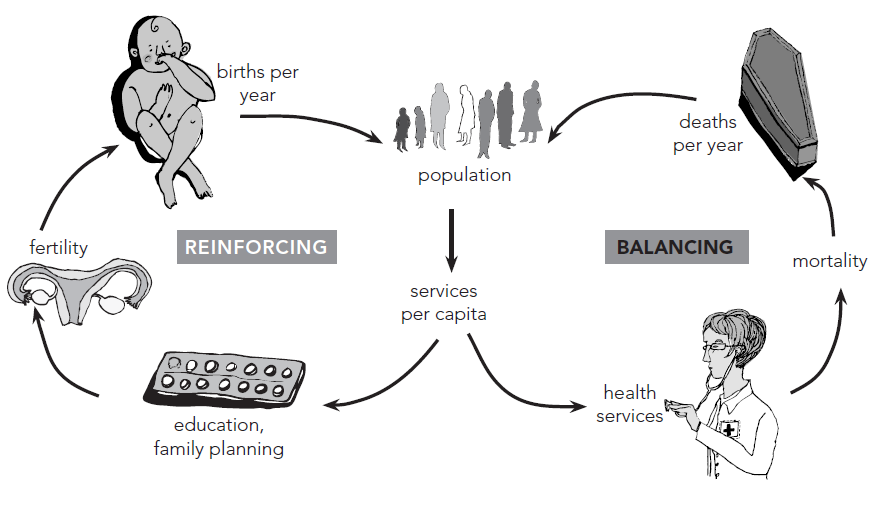 births per
year
population
deaths
per year
fertility
REINFORCING
BALANCING
mortality
services
per capita
health
services
education,
family planning